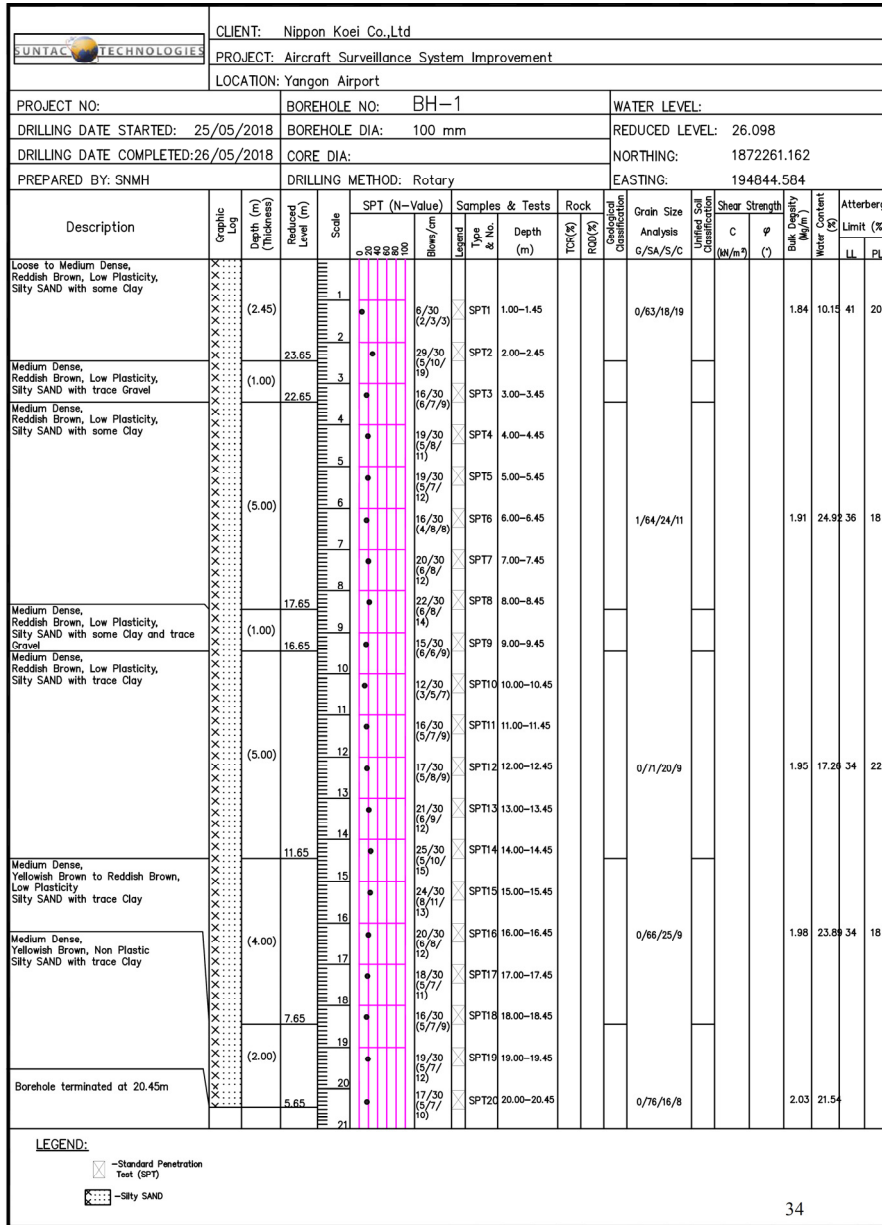 SUNTAC TECHNOLOGIES
CLIENT: Nippon Koei Co.,Ltd
PROJECT: Aircraft Surveillance System Improvement
LOCATION: Yangon Airport
PROJECT NO: BOREHOLE NO: BH-1 WATER LEVEL:
DRILLING DATE STARTED: 25/05/2018 BOREHOLE DIA: 100 mm REDUCED LEVEL: 26.098
DRILLING DATE COMPLETED:26/05/2018 CORE DIA: NORTHING: 1872261.162
PREPARED BY: SNMH DRILLING METHOD: Rotary EASTING: 194844.584
Description
Graphic Log
Depth (m) (Thickness)
Reduced Level (m)
Scale
SPT (N-Value)
0 20 40 60 80 100
Blows/cm
Samples & Tests
Legend
Type & No.
Depth (m)
Rock
TCR(%)
RQD(%)
Geological Classification
Grain Size Analysis G/SA/S/C
Unified Soil Classification
Shear Strength
C (kN/m²)
φ (°)
Bulk Density (Mg/m³)
Water Content (%)
Atterberg
Limit (%
LL PL
Loose to Medium Dense,
Reddish Brown, Low Plasticity,
Silty SAND with some Clay
(2.45)
1
6/30 (2/3/3) SPT1 1.00-1.45 0/63/18/19 1.84 10.15 41 20
2
23.65
29/30 (5/10/19) SPT2 2.00-2.45
Medium Dense,
Reddish Brown, Low Plasticity,
Silty SAND with trace Gravel
(1.00)
3
22.65
16/30 (6/7/9) SPT3 3.00-3.45
Medium Dense,
Reddish Brown, Low Plasticity,
Silty SAND with some Clay
4
19/30 (5/8/11) SPT4 4.00-4.45
5
19/30 (5/7/12) SPT5 5.00-5.45
(5.00)
6
16/30 (4/8/8) SPT6 6.00-6.45 1/64/24/11 1.91 24.92 36 18
7
20/30 (6/8/12) SPT7 7.00-7.45
8
17.65
22/30 (6/8/14) SPT8 8.00-8.45
Medium Dense,
Reddish Brown, Low Plasticity,
Silty SAND with some Clay and trace
Gravel
(1.00)
9
16.65
15/30 (6/6/9) SPT9 9.00-9.45
Medium Dense,
Reddish Brown, Low Plasticity,
Silty SAND with trace Clay
10
12/30 (3/5/7) SPT10 10.00-10.45
11
16/30 (5/7/9) SPT11 11.00-11.45
(5.00)
12
17/30 (5/8/9) SPT12 12.00-12.45 0/71/20/9 1.95 17.26 34 22
13
21/30 (6/9/12) SPT13 13.00-13.45
14
11.65
25/30 (5/10/15) SPT14 14.00-14.45
Medium Dense,
Yellowish Brown to Reddish Brown,
Low Plasticity
Silty SAND with trace Clay
15
24/30 (8/11/13) SPT15 15.00-15.45
16
(4.00)
20/30 (6/8/12) SPT16 16.00-16.45 0/66/25/9 1.98 23.89 34 18
Medium Dense,
Yellowish Brown, Non Plastic
Silty SAND with trace Clay
17
18/30 (5/7/11) SPT17 17.00-17.45
18
7.65
16/30 (5/7/9) SPT18 18.00-18.45
19
(2.00)
19/30 (5/7/12) SPT19 19.00-19.45
20
Borehole terminated at 20.45m
5.65
17/30 (5/7/10) SPT20 20.00-20.45 0/76/16/8 2.03 21.54
21
LEGEND:
-Standard Penetration
Test (SPT)
-Silty SAND
34